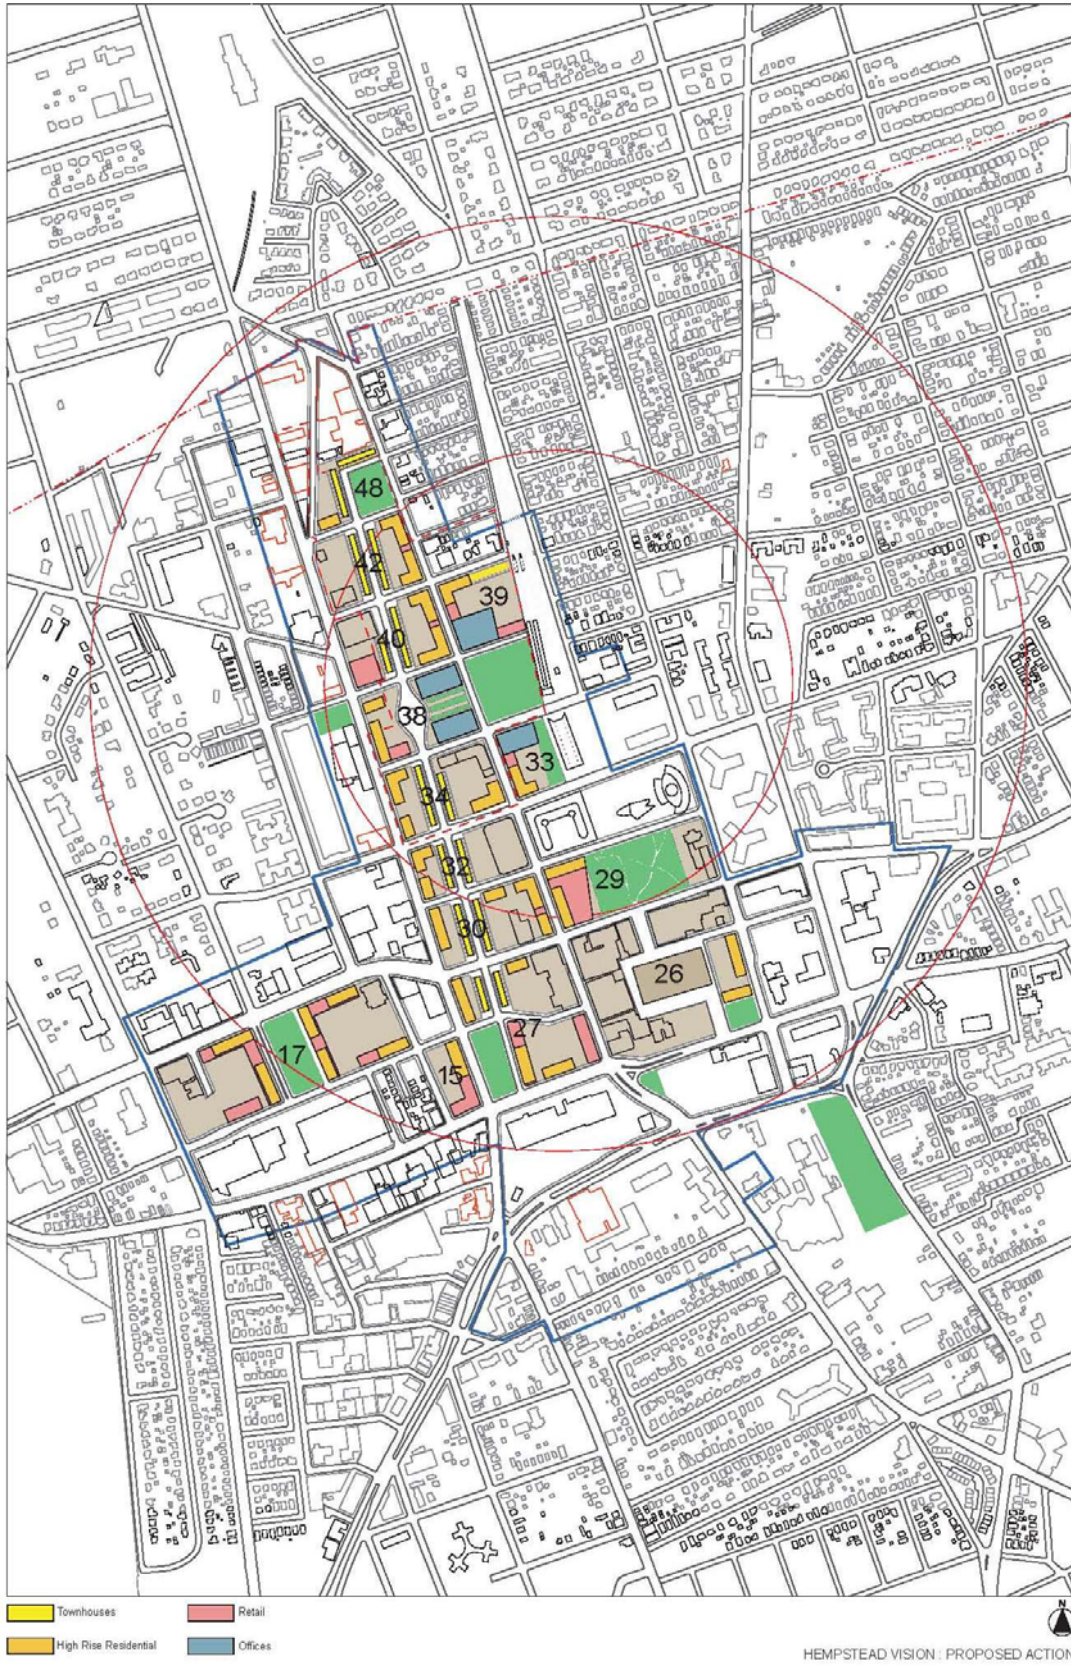 48
42
39
40
38
33
34
32
29
30
26
27
17
15
Townhouses
Retail
High Rise Residential
Offices
N
HEMPSTEAD VISION : PROPOSED ACTION